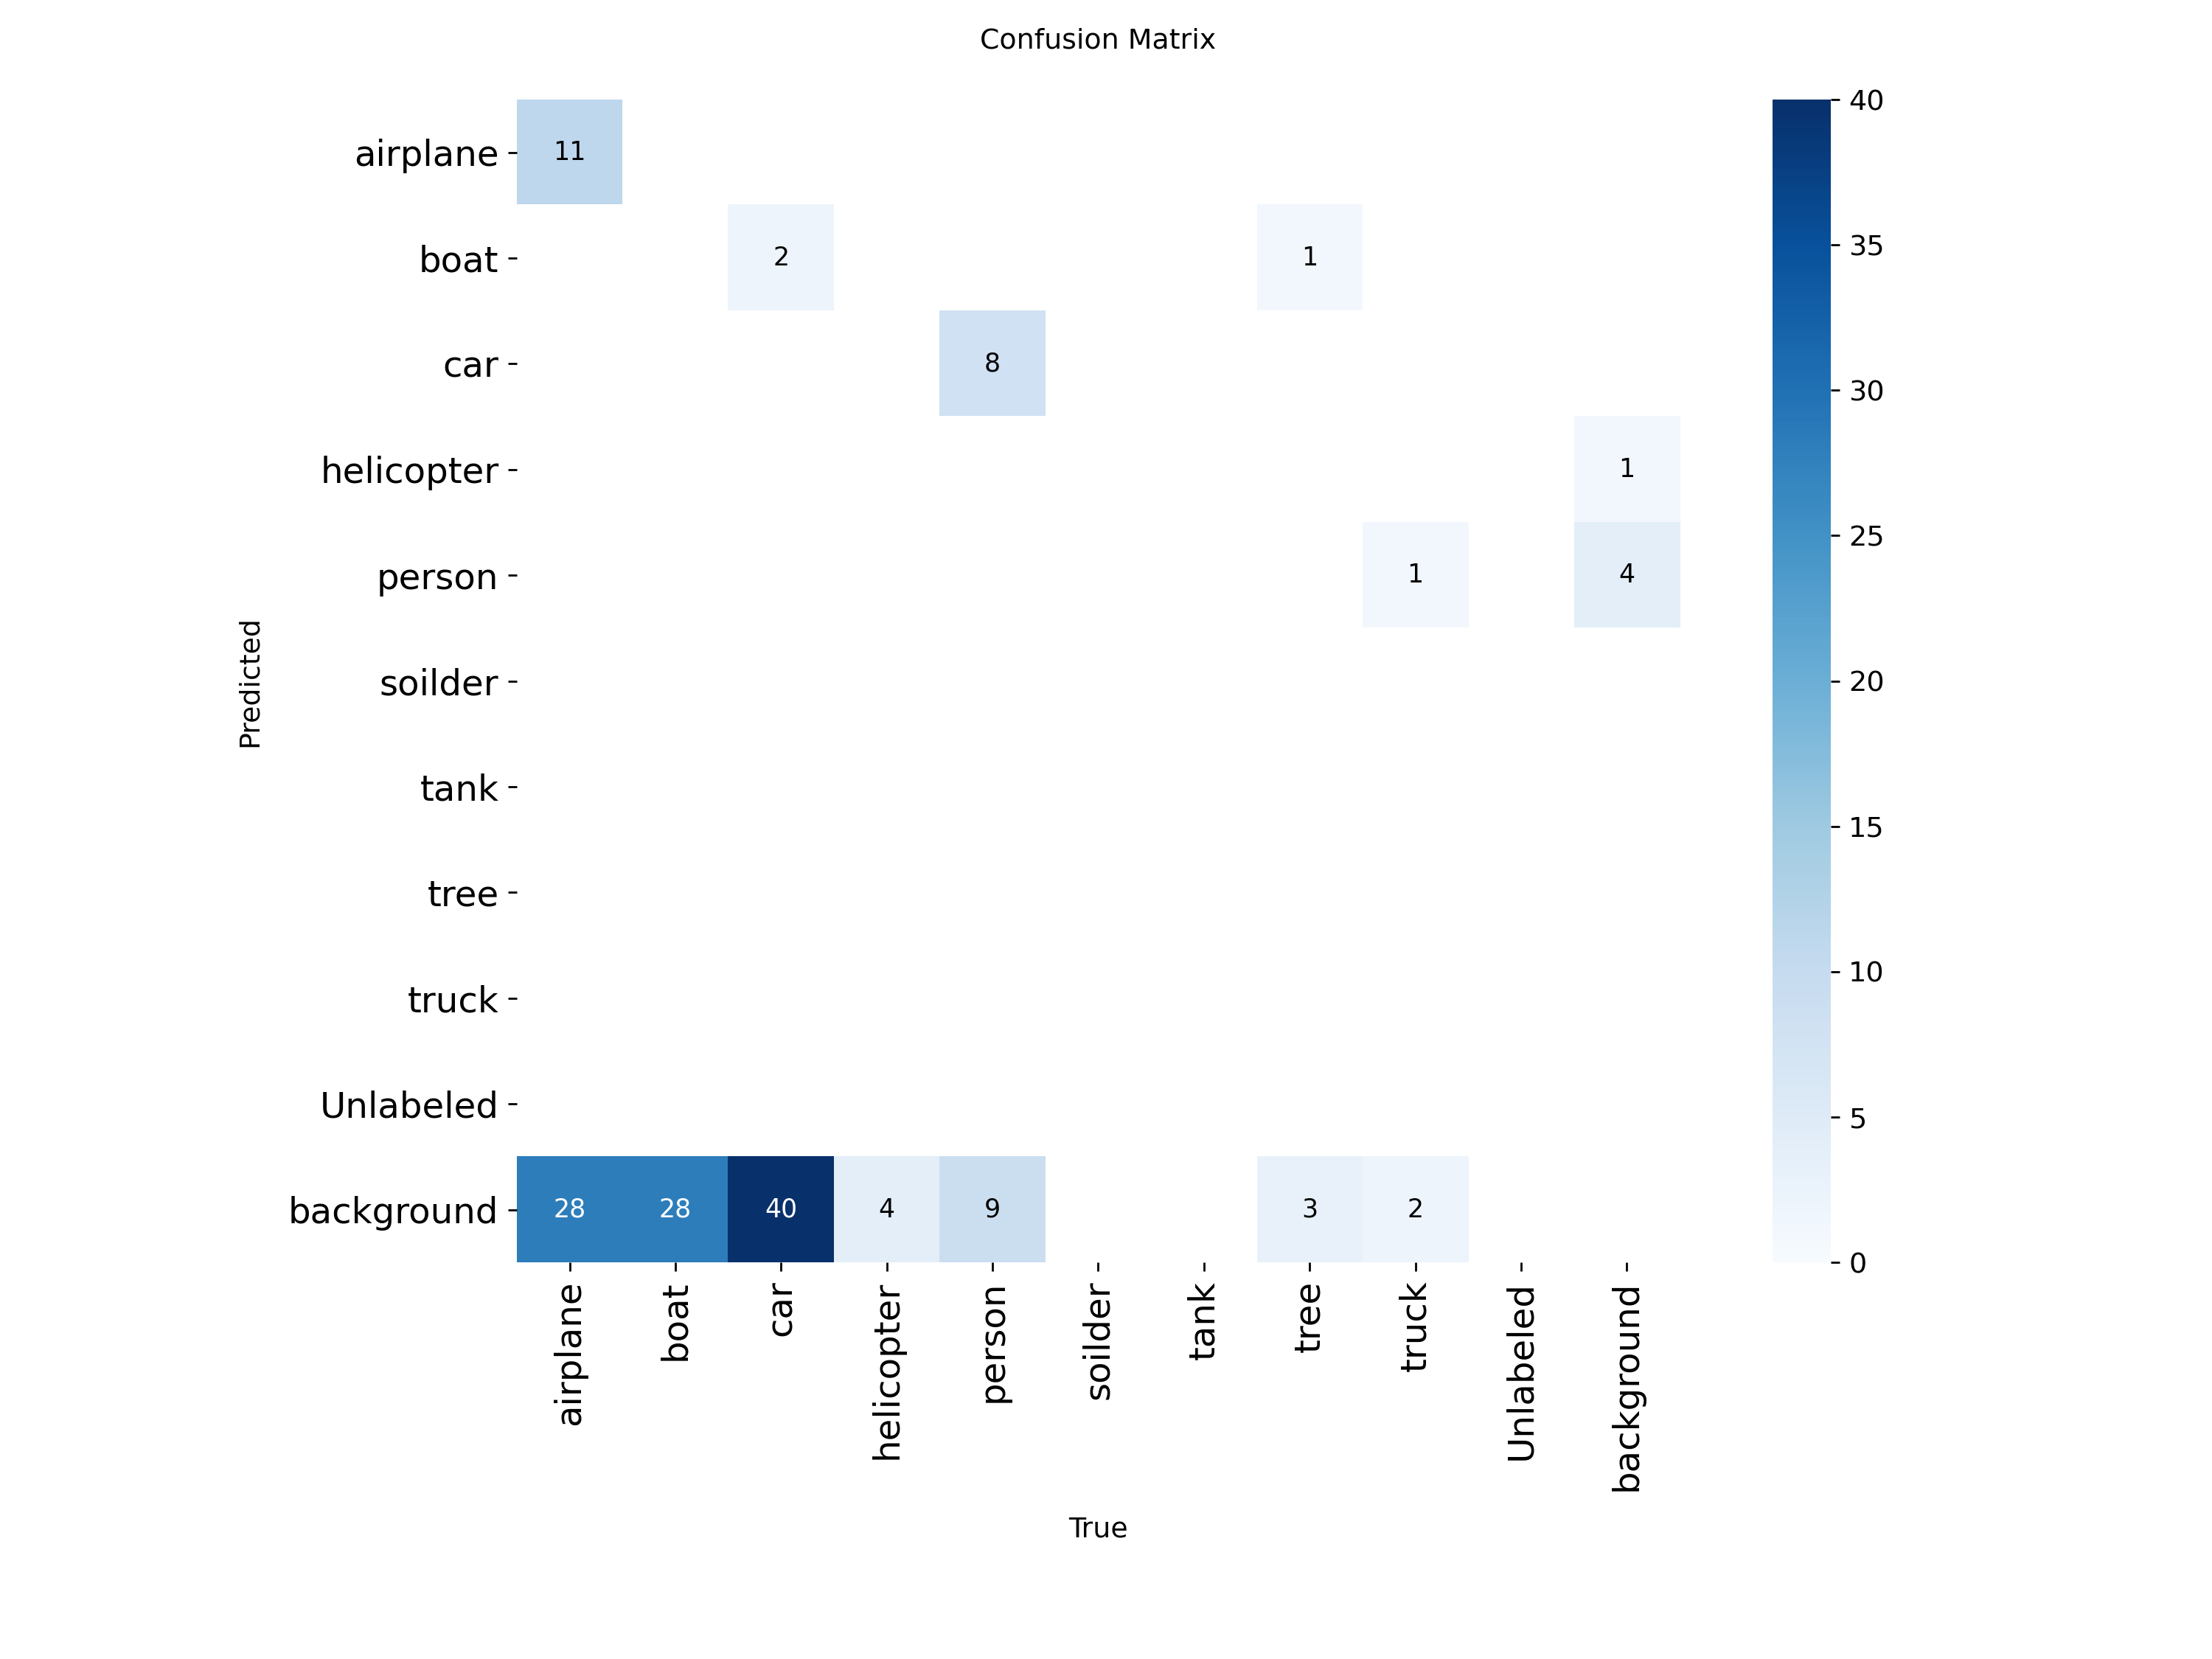 Confusion Matrix
airplane
11
boat
2
1
car
8
helicopter
1
person
1
4
soilder
tank
tree
truck
Unlabeled
background
28
28
40
4
9
3
2
Predicted
airplane
boat
car
helicopter
person
soilder
tank
tree
truck
Unlabeled
background
True
40
35
30
25
20
15
10
5
0